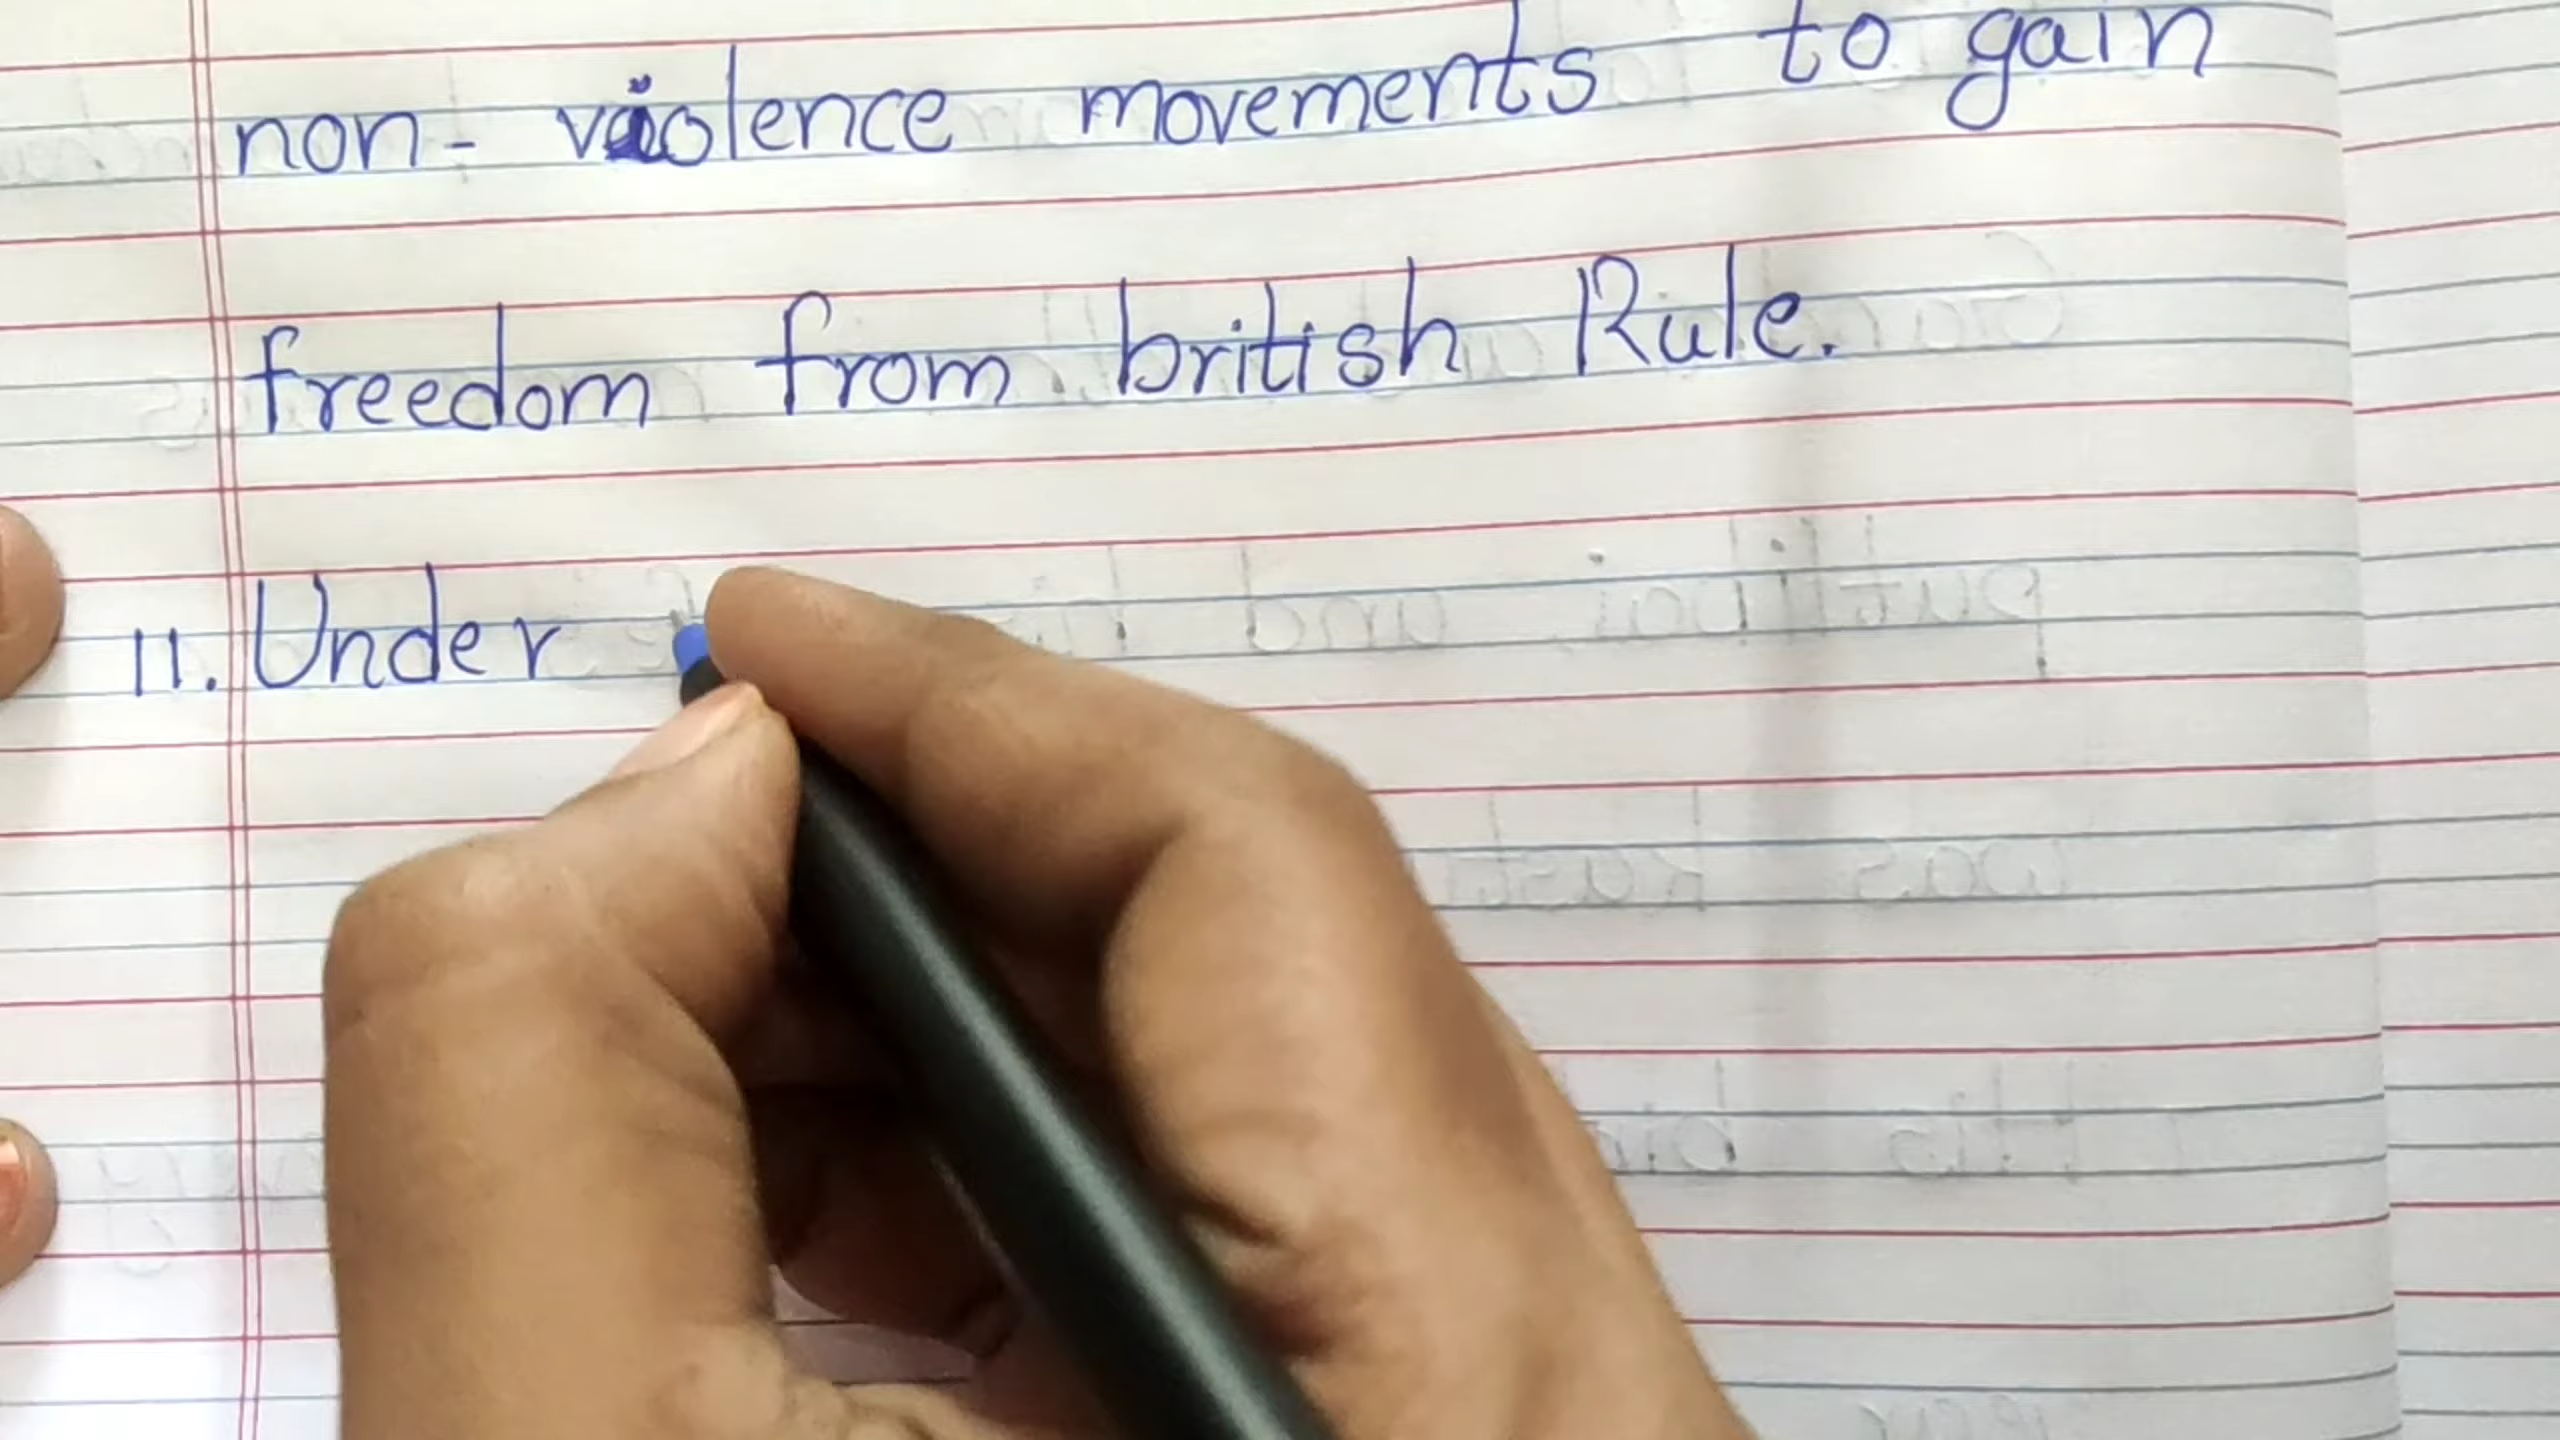 non- violence movements to gain
freedom from british Rule.
11. Under